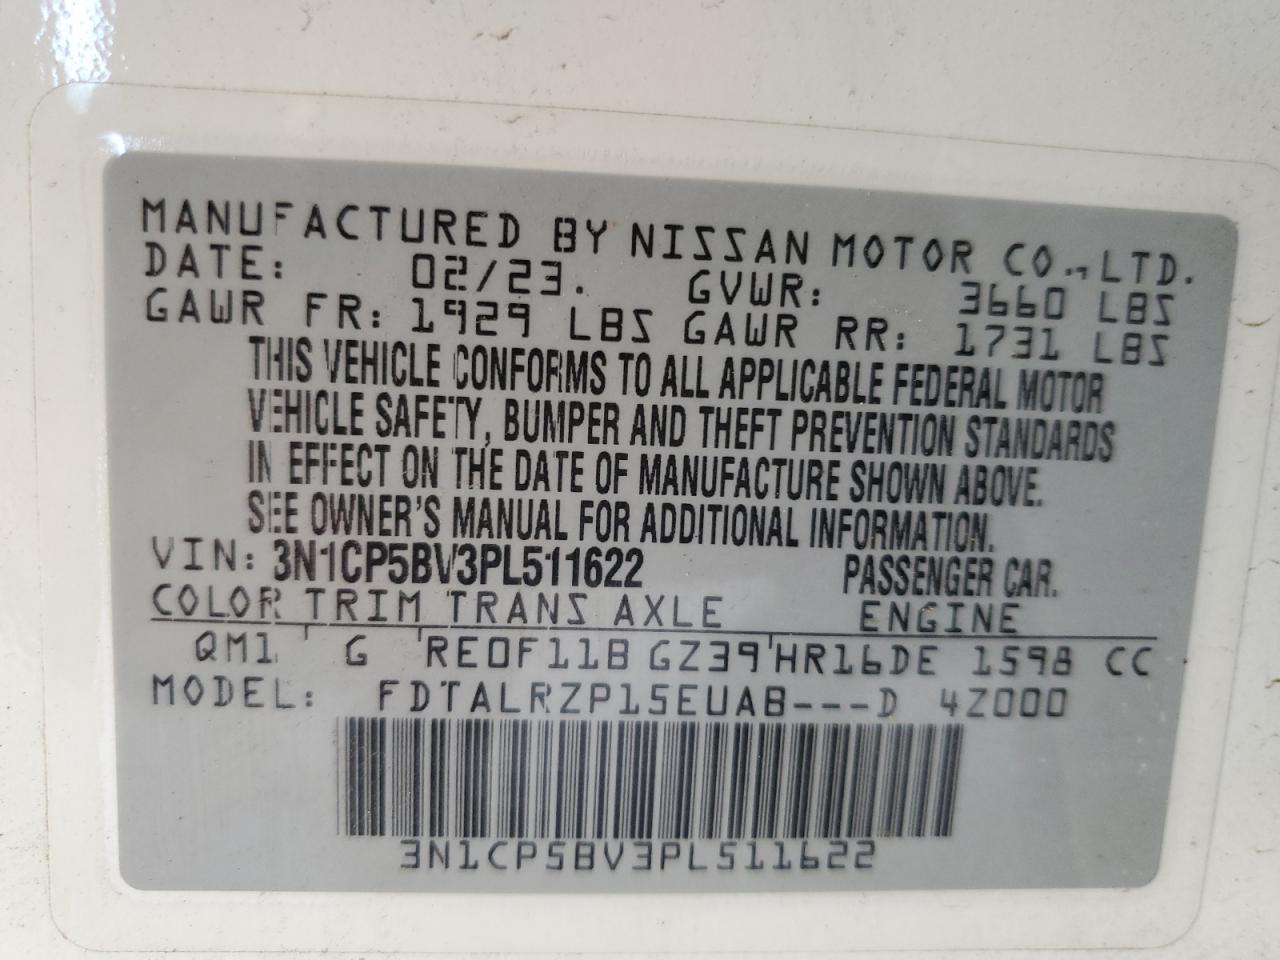 MANUFACTURED BY NISSAN MOTOR CO., LTD.
DATE: 02/23. GVWR: 3660 LBS
GAWR FR: 1929 LBS GAWR RR: 1731 LBS
THIS VEHICLE CONFORMS TO ALL APPLICABLE FEDERAL MOTOR
VEHICLE SAFETY, BUMPER AND THEFT PREVENTION STANDARDS
IN EFFECT ON THE DATE OF MANUFACTURE SHOWN ABOVE.
SEE OWNER'S MANUAL FOR ADDITIONAL INFORMATION.
VIN: 3N1CP5BV3PL511622 PASSENGER CAR.
COLOR TRIM TRANS AXLE ENGINE
QM1 G RE0F11B GZ39 HR16DE 1598 CC
MODEL: FDTALRZP15EUAB---D 4Z000
3N1CP5BV3PL511622